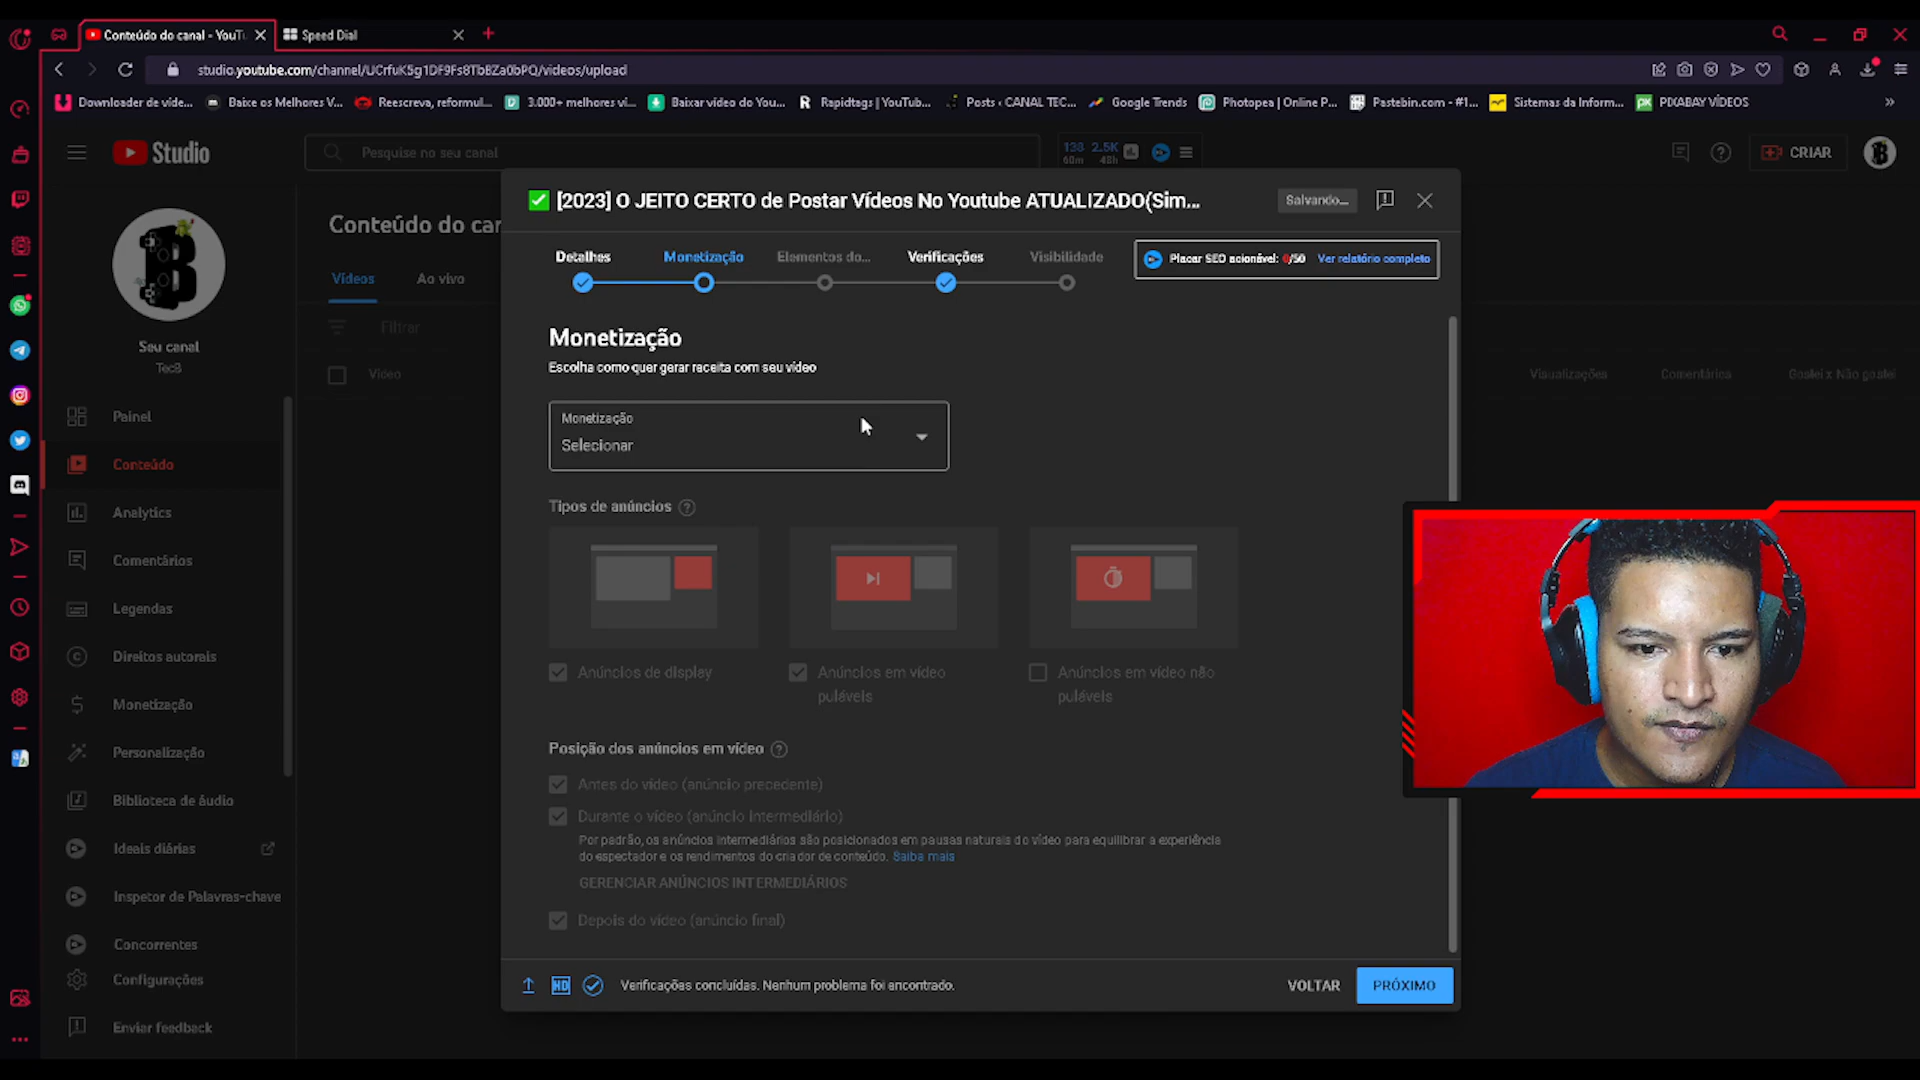 Conteúdo do canal - YouTu
Speed Dial
studio.youtube.com/channel/UCrfuK5g1DF9Fs8TbBZa0bPQ/videos/upload
Downloader de víde...
Baixe os Melhores V...
Reescreva, reformul...
3.000+ melhores ví...
Baixar vídeo do You...
Rapidtags | YouTub...
Posts ‹ CANAL TEC...
Google Trends
Photopea | Online P...
Pastebin.com - #1...
Sistemas da Inform...
PIXABAY VÍDEOS
Studio
Pesquise no seu canal
138 2.5K
60m 48h
CRIAR
Seu canal
TecB
Painel
Conteúdo
Analytics
Comentários
Legendas
Direitos autorais
Monetização
Personalização
Biblioteca de áudio
Ideais diárias
Inspetor de Palavras-chave
Concorrentes
Configurações
Enviar feedback
Conteúdo do car
Vídeos
Ao vivo
Filtrar
Vídeo
Visualizações
Comentários
Gostei x Não gostei
[2023] O JEITO CERTO de Postar Vídeos No Youtube ATUALIZADO(Sim...
Salvando...
Detalhes
Monetização
Elementos do...
Verificações
Visibilidade
Placar SEO acionável: 0/50 Ver relatório completo
Monetização
Escolha como quer gerar receita com seu vídeo
Monetização
Selecionar
Tipos de anúncios
Anúncios de display
Anúncios em vídeo
puláveis
Anúncios em vídeo não
puláveis
Posição dos anúncios em vídeo
Antes do vídeo (anúncio precedente)
Durante o vídeo (anúncio intermediário)
Por padrão, os anúncios intermediários são posicionados em pausas naturais do vídeo para equilibrar a experiência
do espectador e os rendimentos do criador de conteúdo. Saiba mais
GERENCIAR ANÚNCIOS INTERMEDIÁRIOS
Depois do vídeo (anúncio final)
HD
Verificações concluídas. Nenhum problema foi encontrado.
VOLTAR
PRÓXIMO